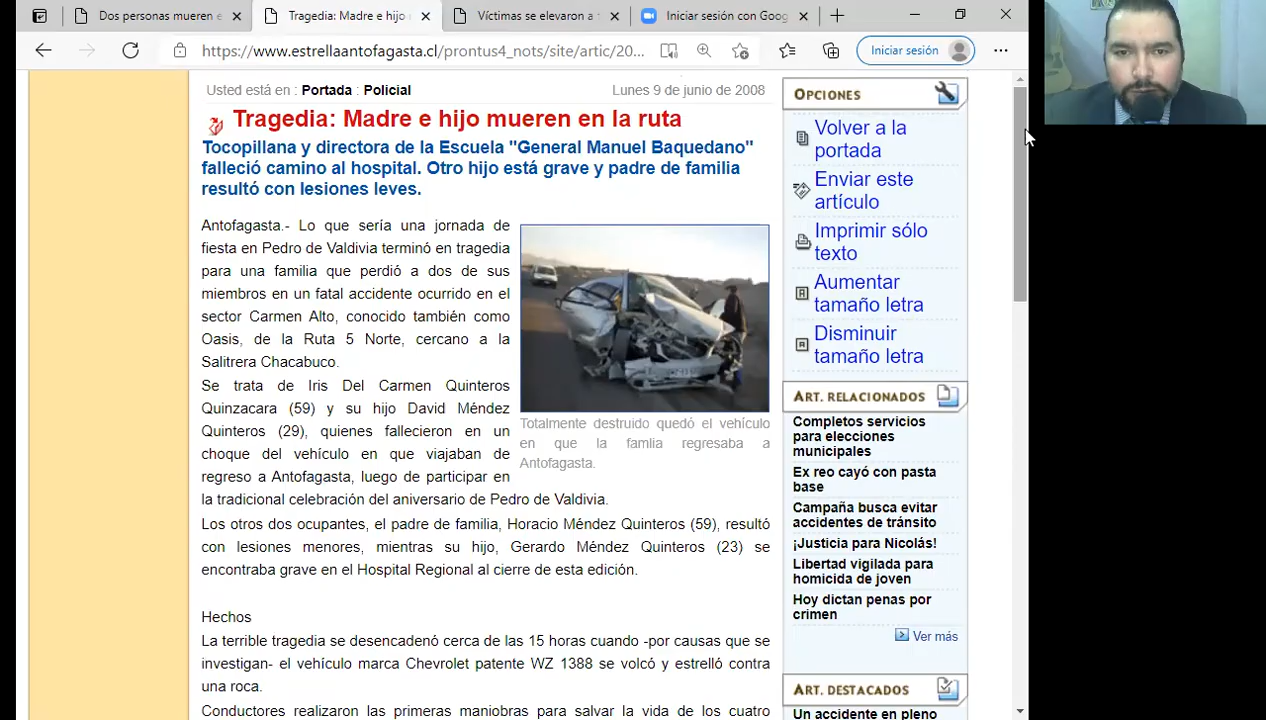 Dos personas mueren e
Tragedia: Madre e hijo
Víctimas se elevaron a
Iniciar sesión con Goog
https://www.estrellaantofagasta.cl/prontus4_nots/site/artic/20...
Iniciar sesión
Usted está en : Portada : Policial
Lunes 9 de junio de 2008
Tragedia: Madre e hijo mueren en la ruta
Tocopillana y directora de la Escuela "General Manuel Baquedano"
falleció camino al hospital. Otro hijo está grave y padre de familia
resultó con lesiones leves.
Antofagasta.- Lo que sería una jornada de
fiesta en Pedro de Valdivia terminó en tragedia
para una familia que perdió a dos de sus
miembros en un fatal accidente ocurrido en el
sector Carmen Alto, conocido también como
Oasis, de la Ruta 5 Norte, cercano a la
Salitrera Chacabuco.
Se trata de Iris Del Carmen Quinteros
Quinzacara (59) y su hijo David Méndez
Quinteros (29), quienes fallecieron en un
choque del vehículo en que viajaban de
regreso a Antofagasta, luego de participar en
la tradicional celebración del aniversario de Pedro de Valdivia.
Totalmente destruido quedó el vehículo
en que la famlia regresaba a
Antofagasta.
Los otros dos ocupantes, el padre de familia, Horacio Méndez Quinteros (59), resultó
con lesiones menores, mientras su hijo, Gerardo Méndez Quinteros (23) se
encontraba grave en el Hospital Regional al cierre de esta edición.
Hechos
La terrible tragedia se desencadenó cerca de las 15 horas cuando -por causas que se
investigan- el vehículo marca Chevrolet patente WZ 1388 se volcó y estrelló contra
una roca.
Conductores realizaron las primeras maniobras para salvar la vida de los cuatro
OPCIONES
Volver a la
portada
Enviar este
artículo
Imprimir sólo
texto
Aumentar
tamaño letra
Disminuir
tamaño letra
ART. RELACIONADOS
Completos servicios
para elecciones
municipales
Ex reo cayó con pasta
base
Campaña busca evitar
accidentes de tránsito
¡Justicia para Nicolás!
Libertad vigilada para
homicida de joven
Hoy dictan penas por
crimen
Ver más
ART. DESTACADOS
Un accidente en pleno